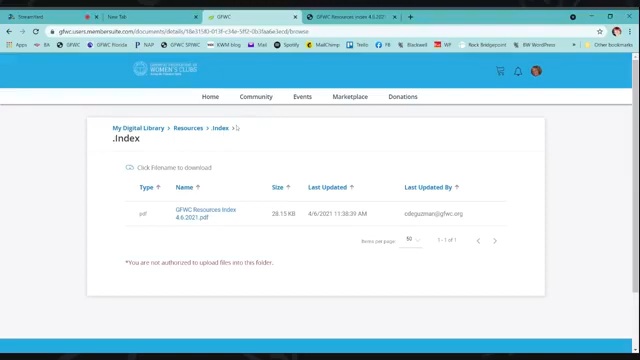 StreamYard
New Tab
GFWC
GFWC Resources Index 4.6.2021
gfwc.users.membersuite.com/documents/details/
/browse
Apps
BW
GFWC
GFWC Florida
NAP
GFWC SPRWC
KWM blog
Mail
Spotify
MailChimp
FB
Blackwell
Rock Bridgeport
WP
BW WordPress
Other bookmarks
WOMEN'S CLUBS
Home
Community
Events
Marketplace
Donations
My Digital Library > Resources > .Index >
.Index
Click Filename to download
Type
Name
Size
Last Updated
Last Updated By
pdf
GFWC Resources Index
4.6.2021.pdf
28.15 KB
4/6/2021 11:38:39 AM
cdeguzman@gfwc.org
Items per page:
50
1 - 1 of 1
*You are not authorized to upload files into this folder.